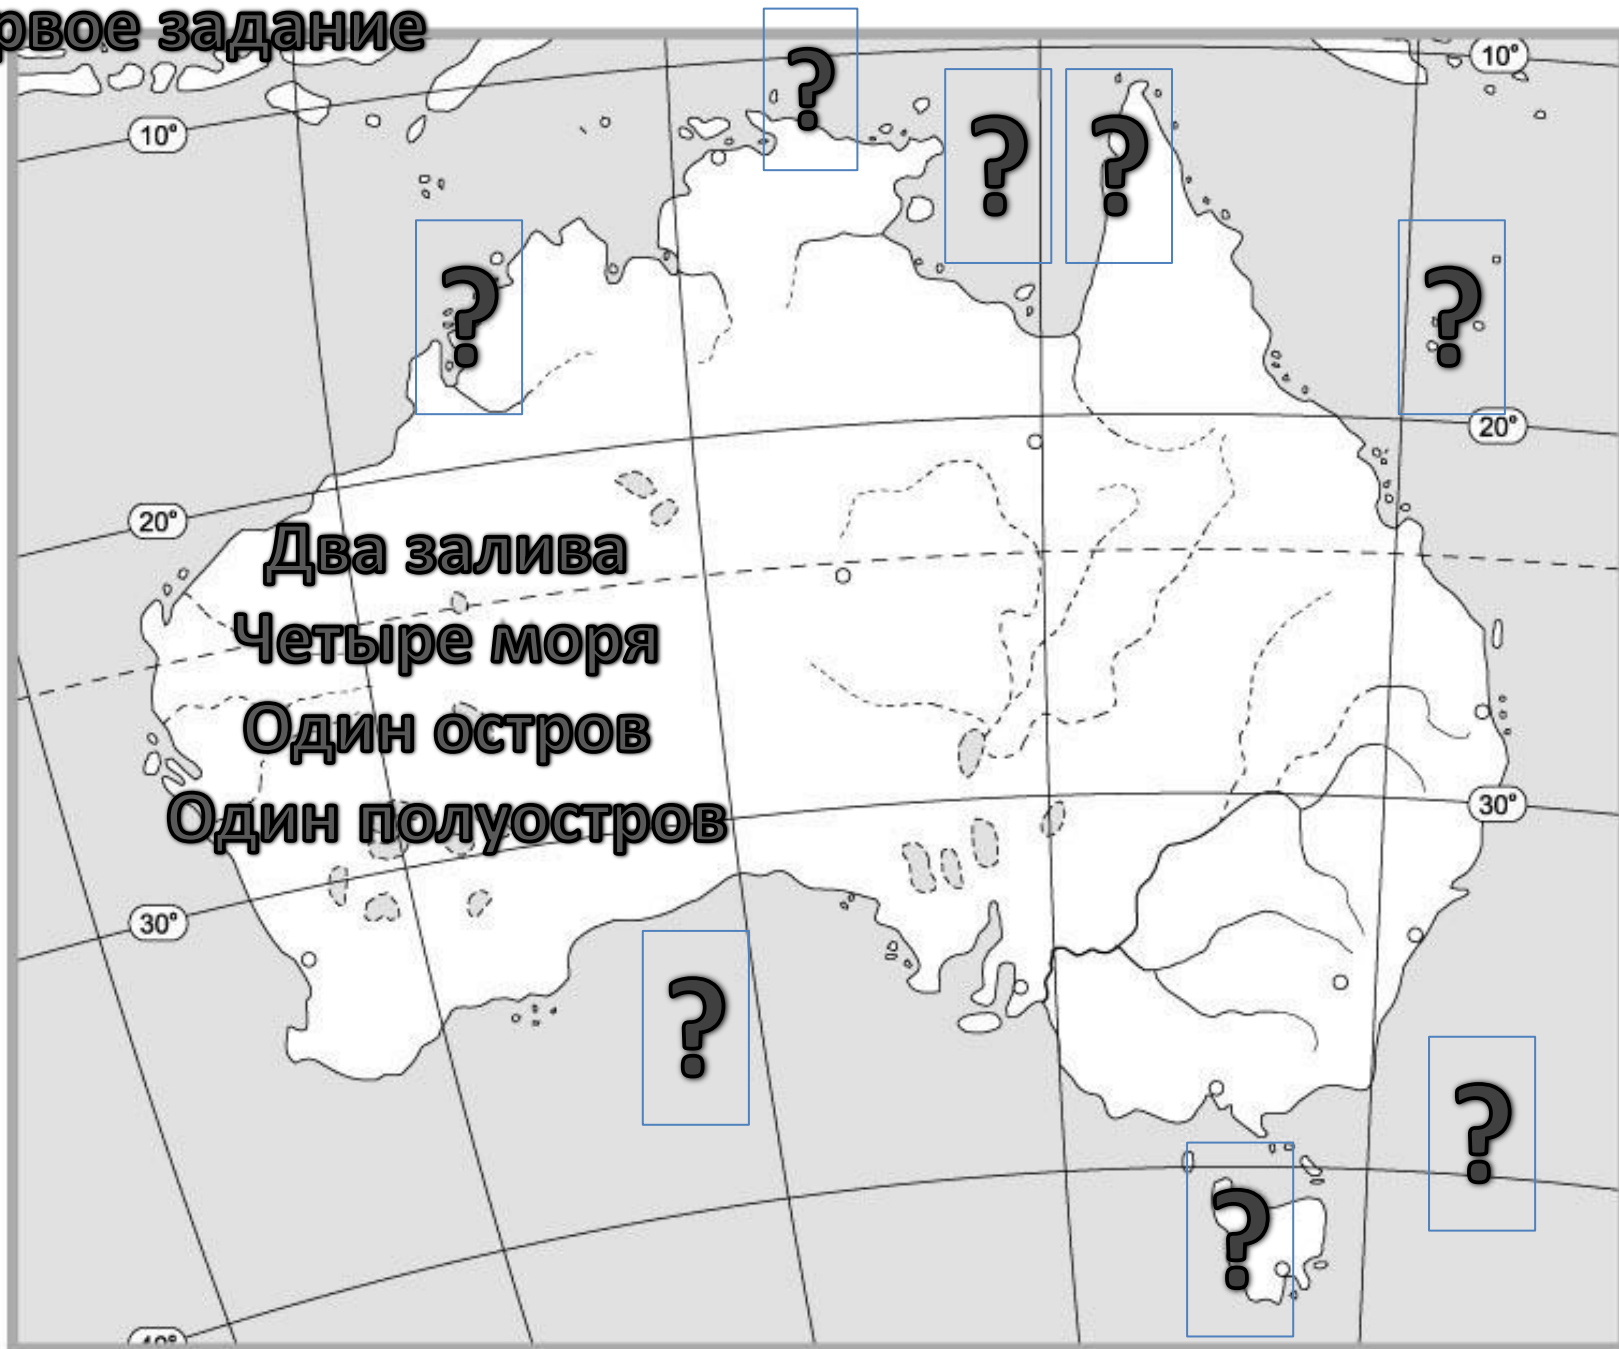 рвое задание
?
10°
?
?
10°
?
?
20°
20°
Два залива
Четыре моря
Один остров
Один полуостров
30°
30°
?
?
?